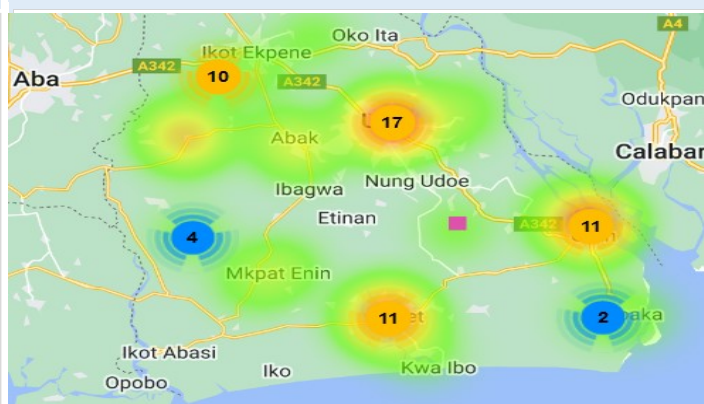 A4
Oko Ita
Ikot Ekpene
A342
10
A342
Aba
Odukpan
17
Abak
Calabar
Nung Udoe
Ibagwa
Etinan
A342
11
4
Mkpat Enin
11
2
Ikot Abasi
Kwa Ibo
Iko
Opobo